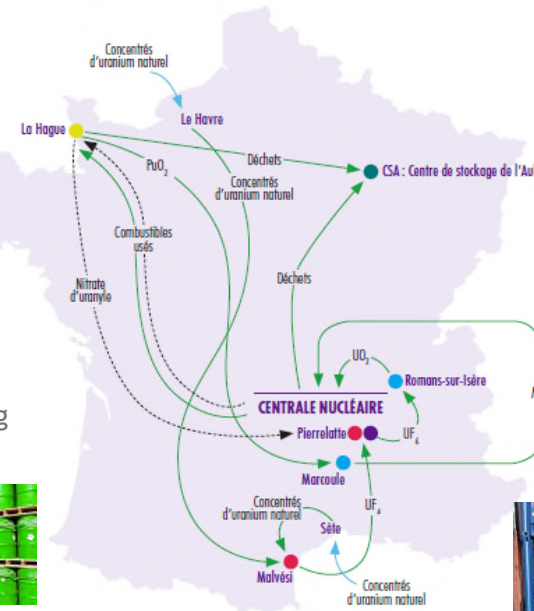 Concentrés
d'uranium naturel
Le Havre
La Hague
Déchets
CSA : Centre de stockage de l'Au
PuO2
Concentrés
d'uranium naturel
Combustibles
usés
Déchets
Nitrate
d'uranyle
UO2
Romans-sur-Isère
CENTRALE NUCLÉAIRE
g
Pierrelatte
UF6
Marcoule
Concentrés
d'uranium naturel
UF4
Sète
Malvési
Concentrés
d'uranium naturel